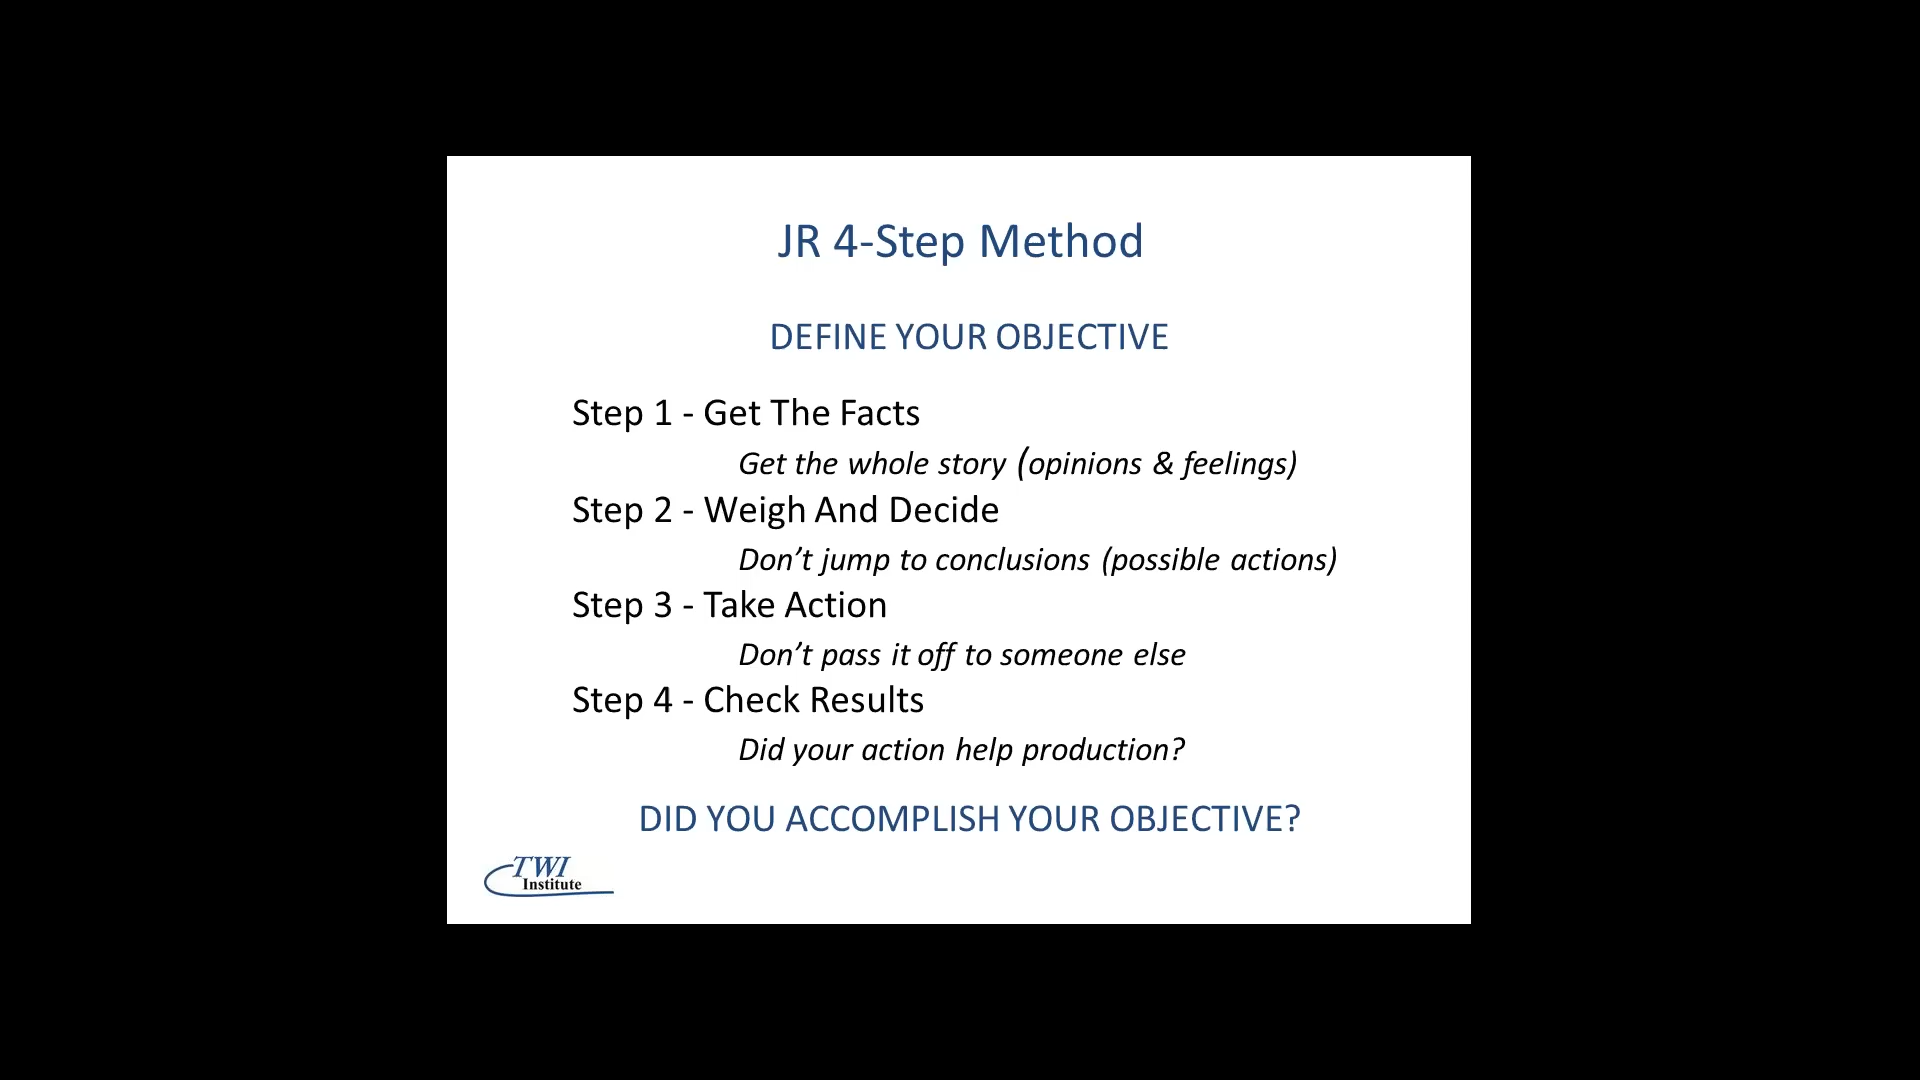 JR 4-Step Method
DEFINE YOUR OBJECTIVE
Step 1 - Get The Facts
Get the whole story (opinions & feelings)
Step 2 - Weigh And Decide
Don’t jump to conclusions (possible actions)
Step 3 - Take Action
Don’t pass it off to someone else
Step 4 - Check Results
Did your action help production?
DID YOU ACCOMPLISH YOUR OBJECTIVE?
TWI
Institute